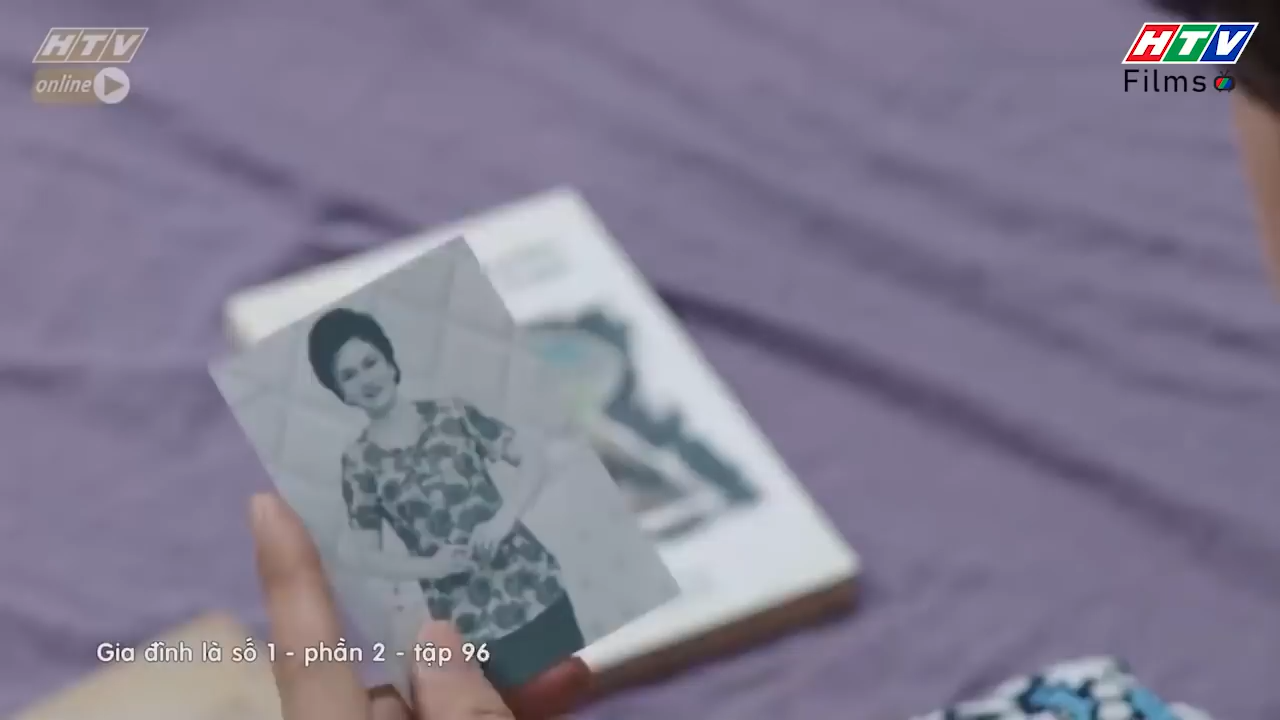 HTV
online
HTV
Films
Gia đình là số 1 - phần 2 - tập 96